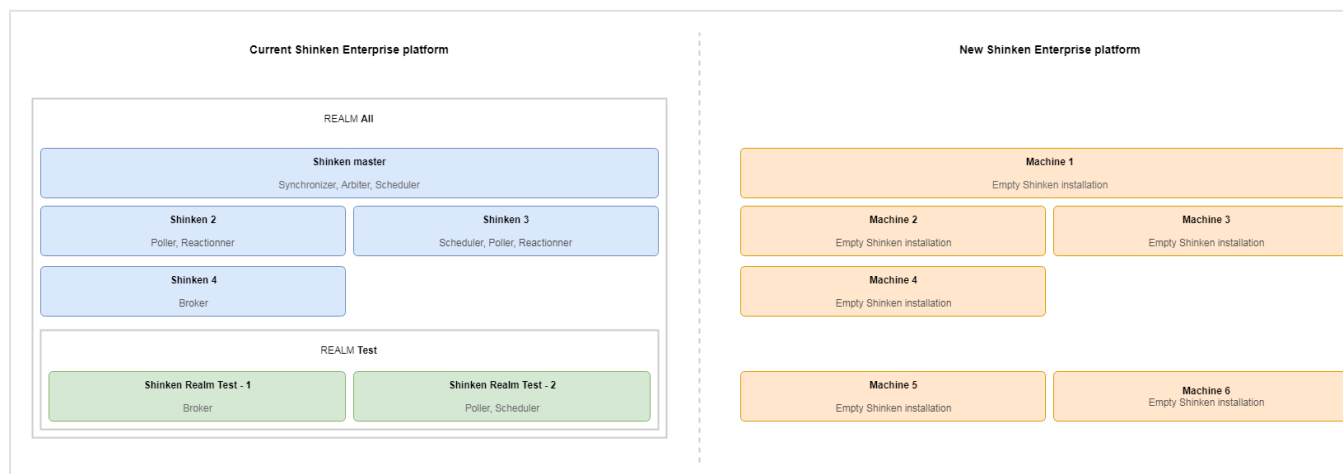 Current Shinken Enterprise platform
New Shinken Enterprise platform
REALM All
Shinken master
Synchronizer, Arbiter, Scheduler
Machine 1
Empty Shinken installation
Shinken 2
Poller, Reactionner
Shinken 3
Scheduler, Poller, Reactionner
Machine 2
Empty Shinken installation
Machine 3
Empty Shinken installation
Shinken 4
Broker
Machine 4
Empty Shinken installation
REALM Test
Shinken Realm Test - 1
Broker
Shinken Realm Test - 2
Poller, Scheduler
Machine 5
Empty Shinken installation
Machine 6
Empty Shinken installation